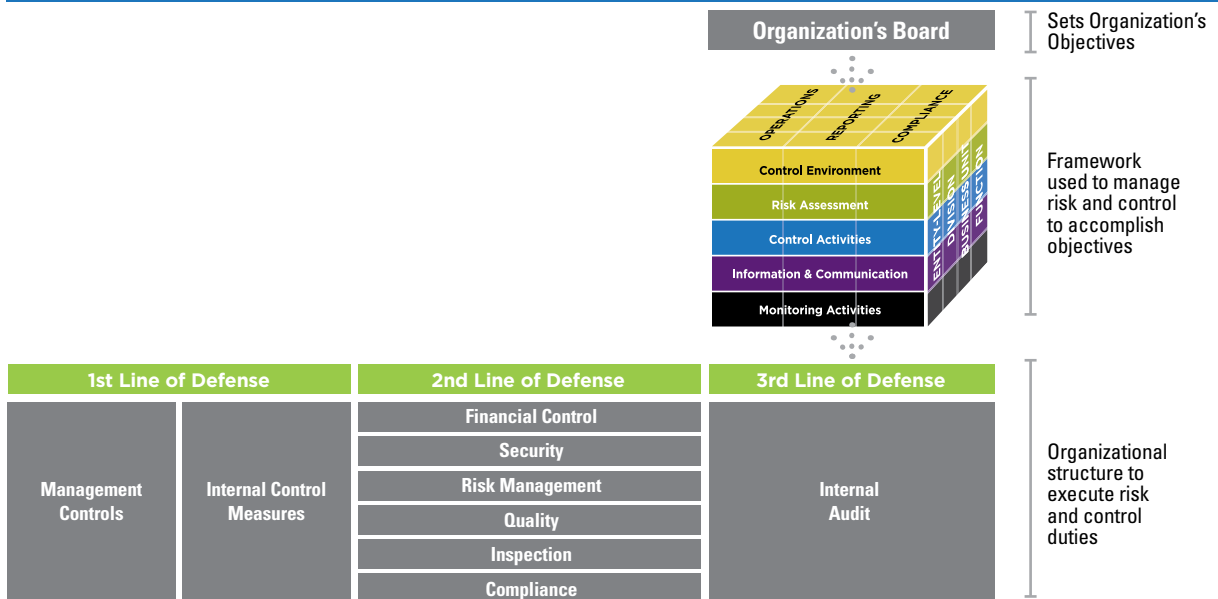 Organization's Board
Sets Organization's
Objectives
OPERATIONS
REPORTING
COMPLIANCE
Control Environment
Risk Assessment
Control Activities
Information & Communication
Monitoring Activities
ENTITY-LEVEL
DIVISION
BUSINESS UNIT
FUNCTION
Framework
used to manage
risk and control
to accomplish
objectives
1st Line of Defense
2nd Line of Defense
3rd Line of Defense
Management
Controls
Internal Control
Measures
Financial Control
Security
Risk Management
Quality
Inspection
Compliance
Internal
Audit
Organizational
structure to
execute risk
and control
duties